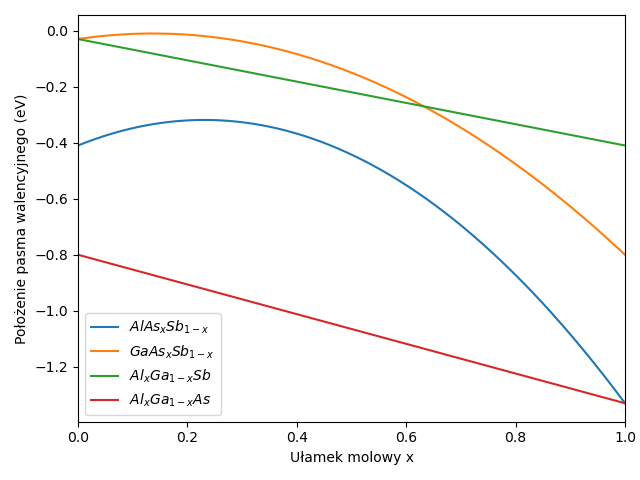 0.0
−0.2
−0.4
−0.6
−0.8
−1.0
−1.2
Położenie pasma walencyjnego (eV)
AlAsₓSb₁₋ₓ
GaAsₓSb₁₋ₓ
AlₓGa₁₋ₓSb
AlₓGa₁₋ₓAs
0.0 0.2 0.4 0.6 0.8 1.0
Ułamek molowy x